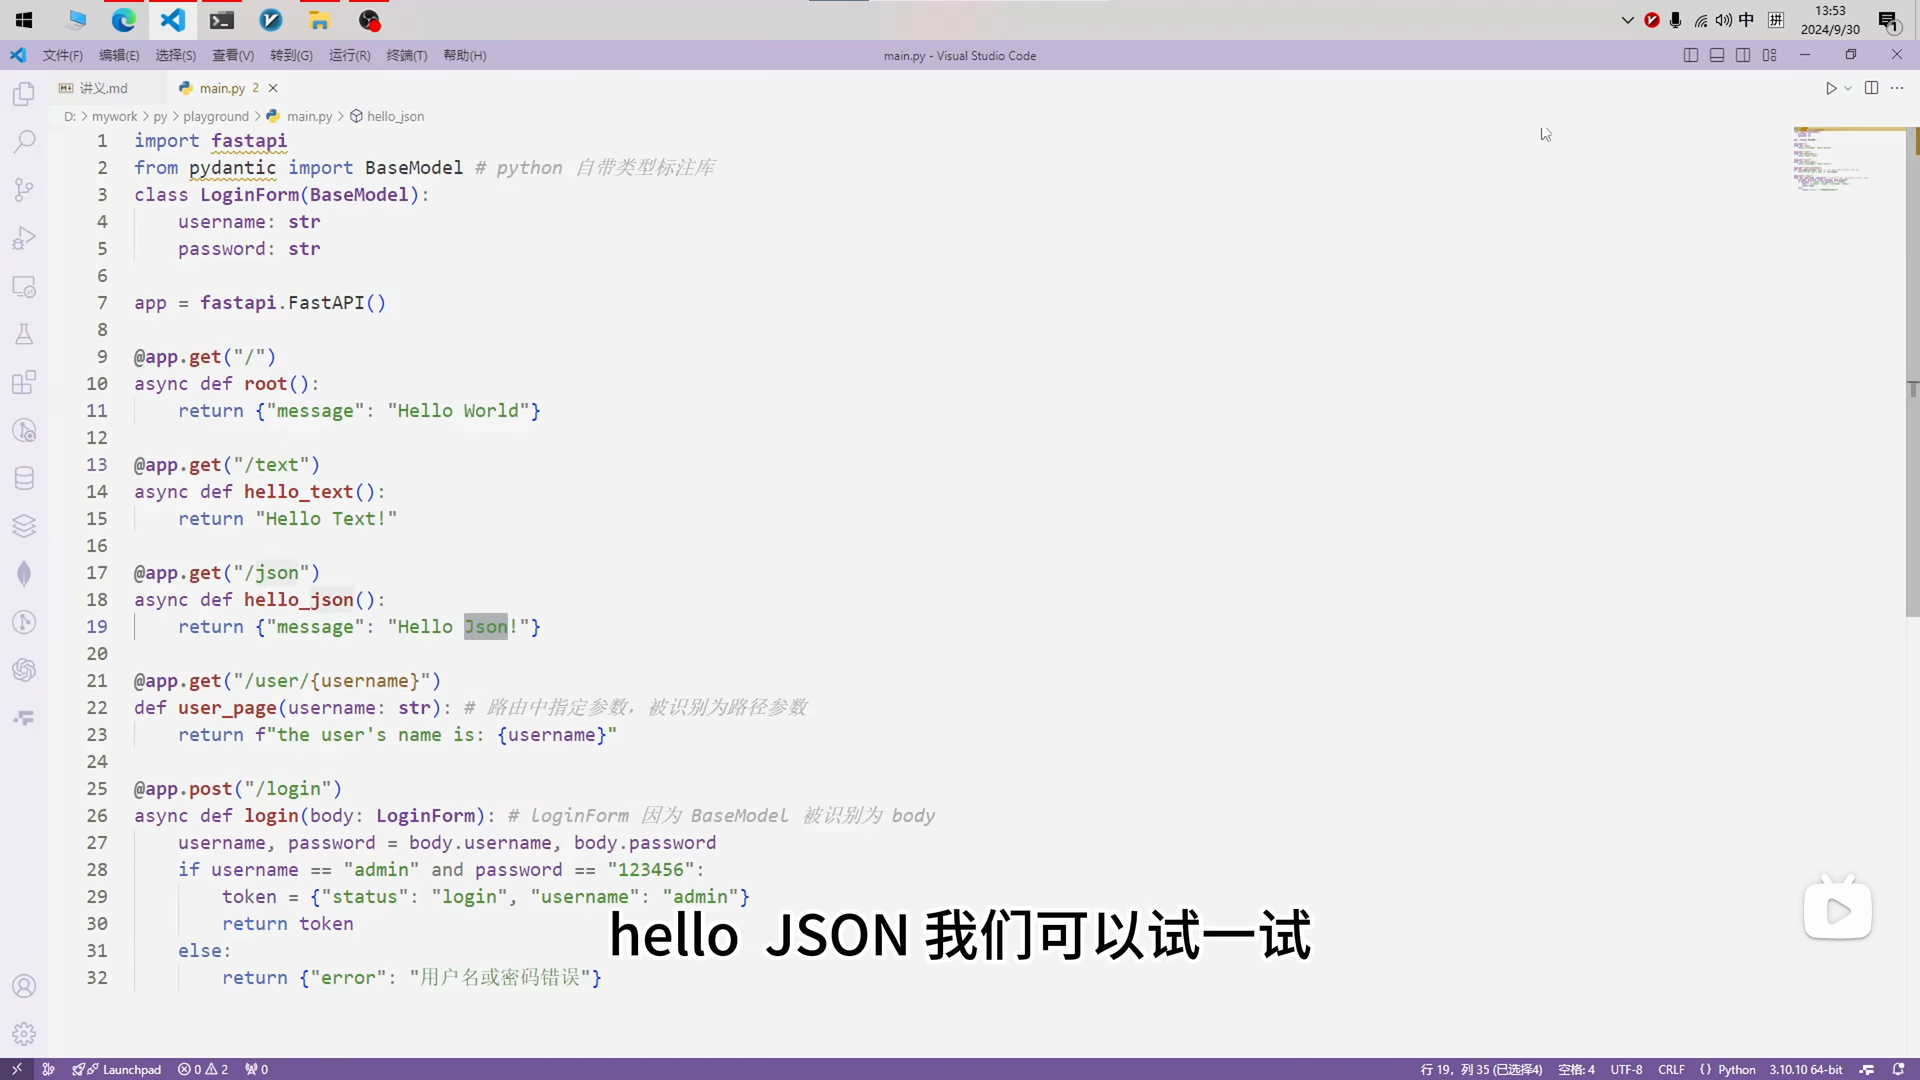 13:53
中
拼
2024/9/30
1
文件(F)
编辑(E)
选择(S)
查看(V)
转到(G)
运行(R)
终端(T)
帮助(H)
main.py - Visual Studio Code
讲义.md
main.py 2
D: > mywork > py > playground > main.py > hello_json
1 import fastapi
2 from pydantic import BaseModel # python 自带类型标注库
3 class LoginForm(BaseModel):
4 username: str
5 password: str
6
7 app = fastapi.FastAPI()
8
9 @app.get("/")
10 async def root():
11 return {"message": "Hello World"}
12
13 @app.get("/text")
14 async def hello_text():
15 return "Hello Text!"
16
17 @app.get("/json")
18 async def hello_json():
19 return {"message": "Hello Json!"}
20
21 @app.get("/user/{username}")
22 def user_page(username: str): # 路由中指定参数，被识别为路径参数
23 return f"the user's name is: {username}"
24
25 @app.post("/login")
26 async def login(body: LoginForm): # loginForm 因为 BaseModel 被识别为 body
27 username, password = body.username, body.password
28 if username == "admin" and password == "123456":
29 token = {"status": "login", "username": "admin"}
30 return token
31 else:
32 return {"error": "用户名或密码错误"}
hello JSON 我们可以试一试
Launchpad
0
2
0
行 19，列 35 (已选择4)
空格: 4
UTF-8
CRLF
{} Python
3.10.10 64-bit